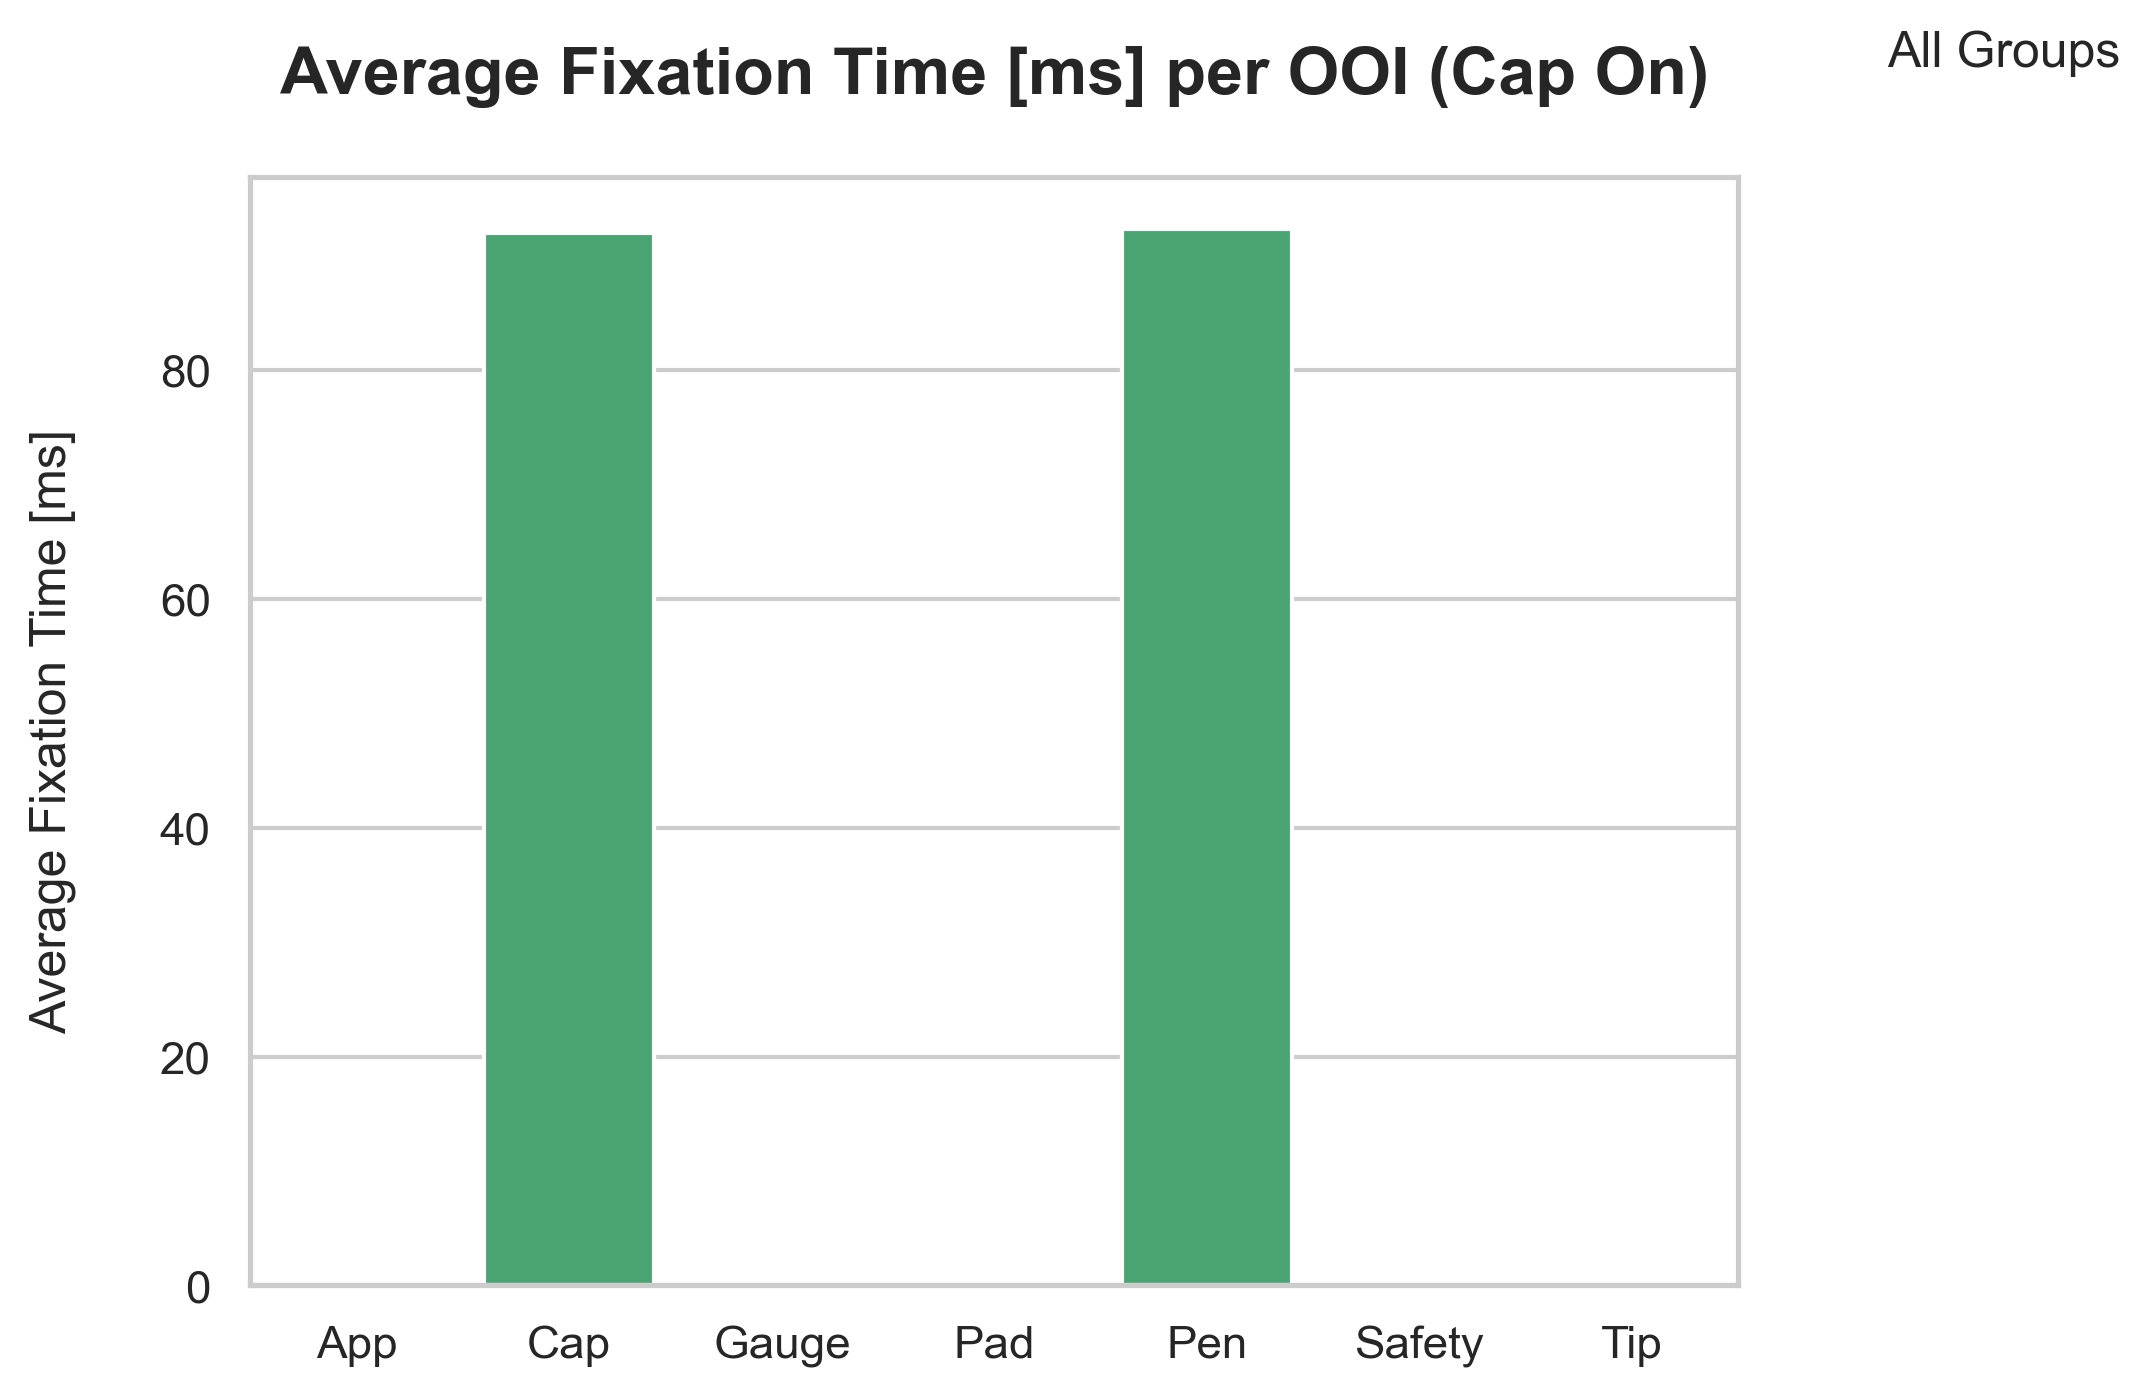 Average Fixation Time [ms] per OOI (Cap On)
All Groups
Average Fixation Time [ms]
80
60
40
20
0
App Cap Gauge Pad Pen Safety Tip